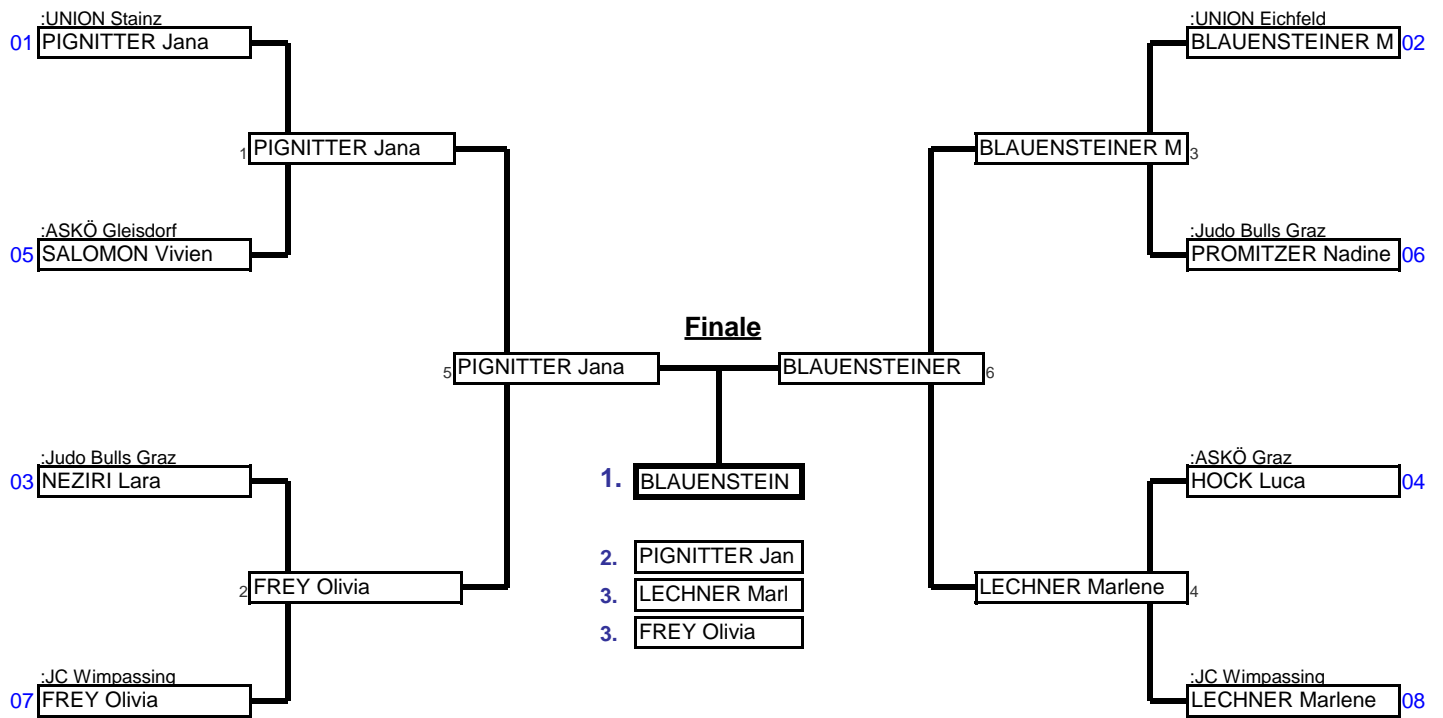 :UNION Stainz
01 PIGNITTER Jana
1 PIGNITTER Jana
:ASKÖ Gleisdorf
05 SALOMON Vivien
5 PIGNITTER Jana
:Judo Bulls Graz
03 NEZIRI Lara
2 FREY Olivia
:JC Wimpassing
07 FREY Olivia
Finale
1. BLAUENSTEIN
2. PIGNITTER Jan
3. LECHNER Marl
3. FREY Olivia
:UNION Eichfeld
BLAUENSTEINER M 02
BLAUENSTEINER M 3
:Judo Bulls Graz
PROMITZER Nadine 06
BLAUENSTEINER 6
:ASKÖ Graz
HOCK Luca 04
LECHNER Marlene 4
:JC Wimpassing
LECHNER Marlene 08